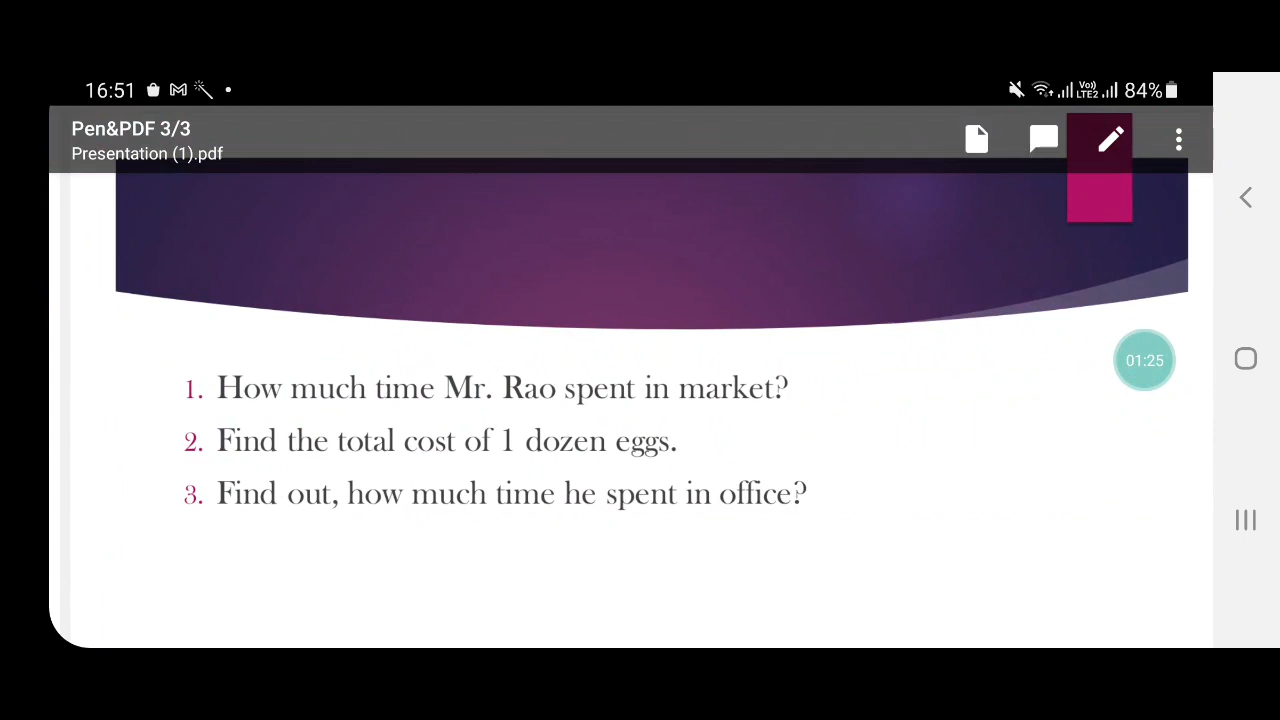 16:51
Vo)) LTE2 84%
Pen&PDF 3/3
Presentation (1).pdf
01:25
1. How much time Mr. Rao spent in market?
2. Find the total cost of 1 dozen eggs.
3. Find out, how much time he spent in office?